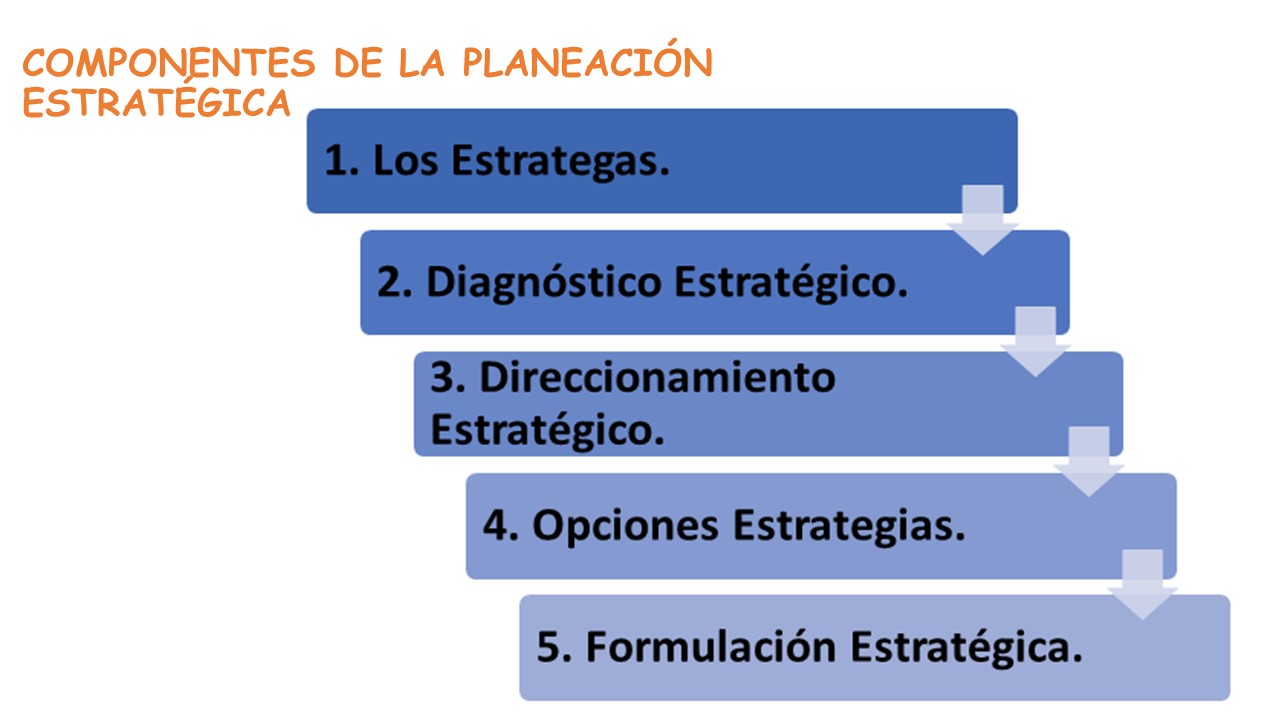 COMPONENTES DE LA PLANEACIÓN
ESTRATÉGICA
1. Los Estrategas.
2. Diagnóstico Estratégico.
3. Direccionamiento
Estratégico.
4. Opciones Estrategias.
5. Formulación Estratégica.